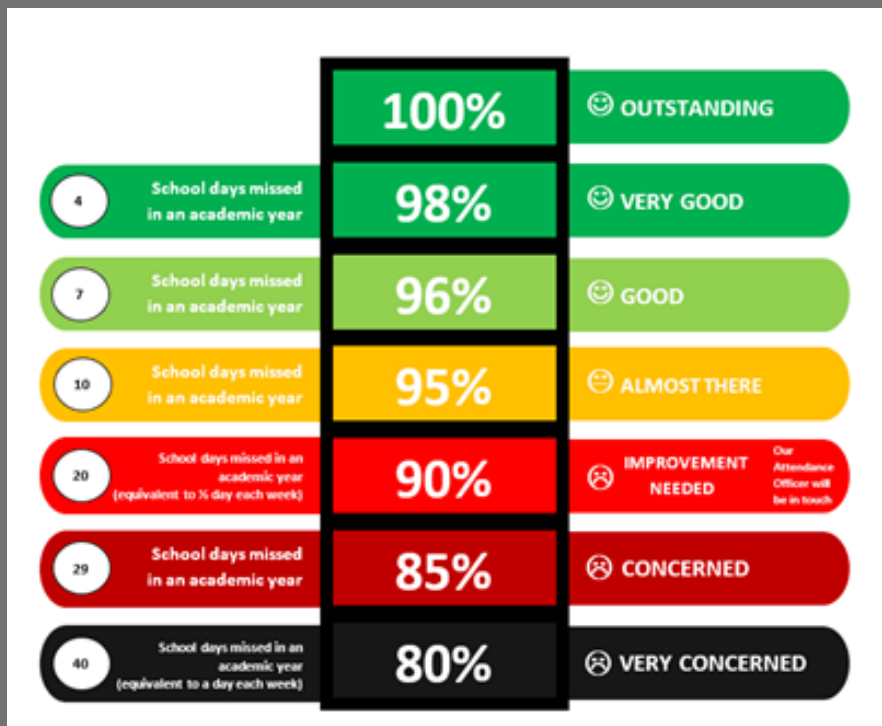 100%
OUTSTANDING
4
School days missed
in an academic year
98%
VERY GOOD
7
School days missed
in an academic year
96%
GOOD
10
School days missed
in an academic year
95%
ALMOST THERE
20
School days missed in an
academic year
(equivalent to ½ day each week)
90%
IMPROVEMENT
NEEDED
Our
Attendance
Officer will
be in touch
29
School days missed
in an academic year
85%
CONCERNED
40
School days missed in an
academic year
(equivalent to a day each week)
80%
VERY CONCERNED